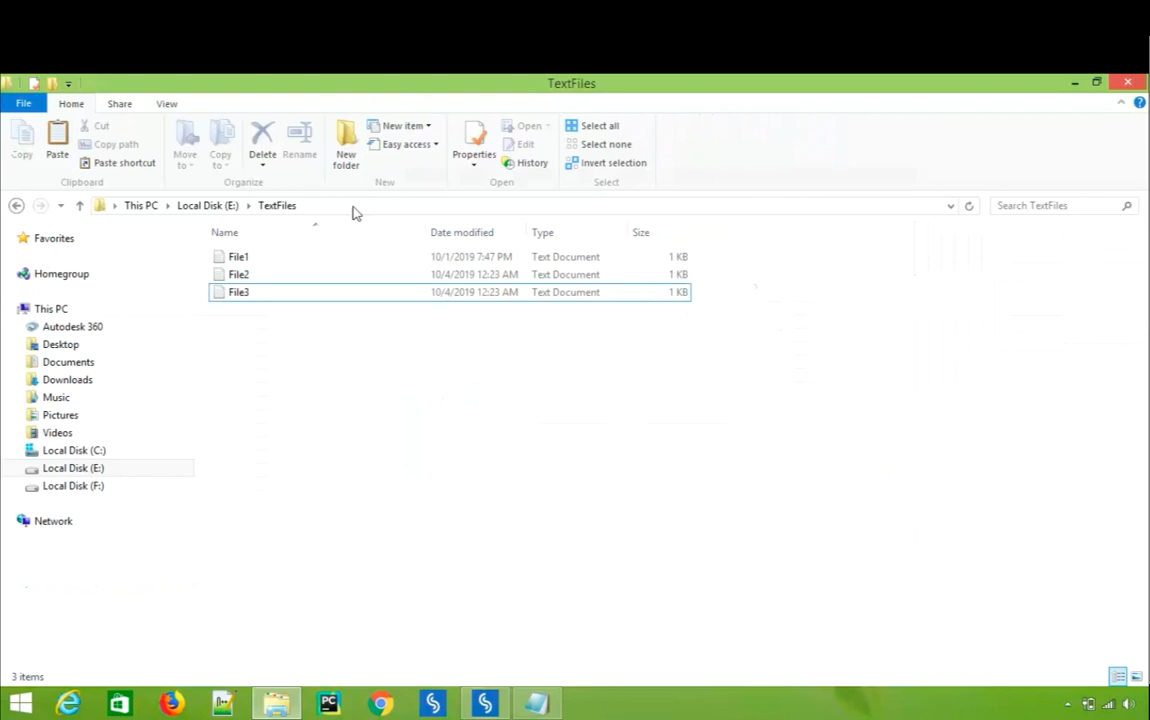 TextFiles
File Home Share View
Copy
Paste
Cut
Copy path
Paste shortcut
Clipboard
Move to
Copy to
Delete
Rename
Organize
New folder
New item
Easy access
New
Properties
Open
Edit
History
Open
Select all
Select none
Invert selection
Select
This PC Local Disk (E:) TextFiles
Search TextFiles
Name Date modified Type Size
File1 10/1/2019 7:47 PM Text Document 1 KB
File2 10/4/2019 12:23 AM Text Document 1 KB
File3 10/4/2019 12:23 AM Text Document 1 KB
Favorites
Homegroup
This PC
Autodesk 360
Desktop
Documents
Downloads
Music
Pictures
Videos
Local Disk (C:)
Local Disk (E:)
Local Disk (F:)
Network
3 items
PC